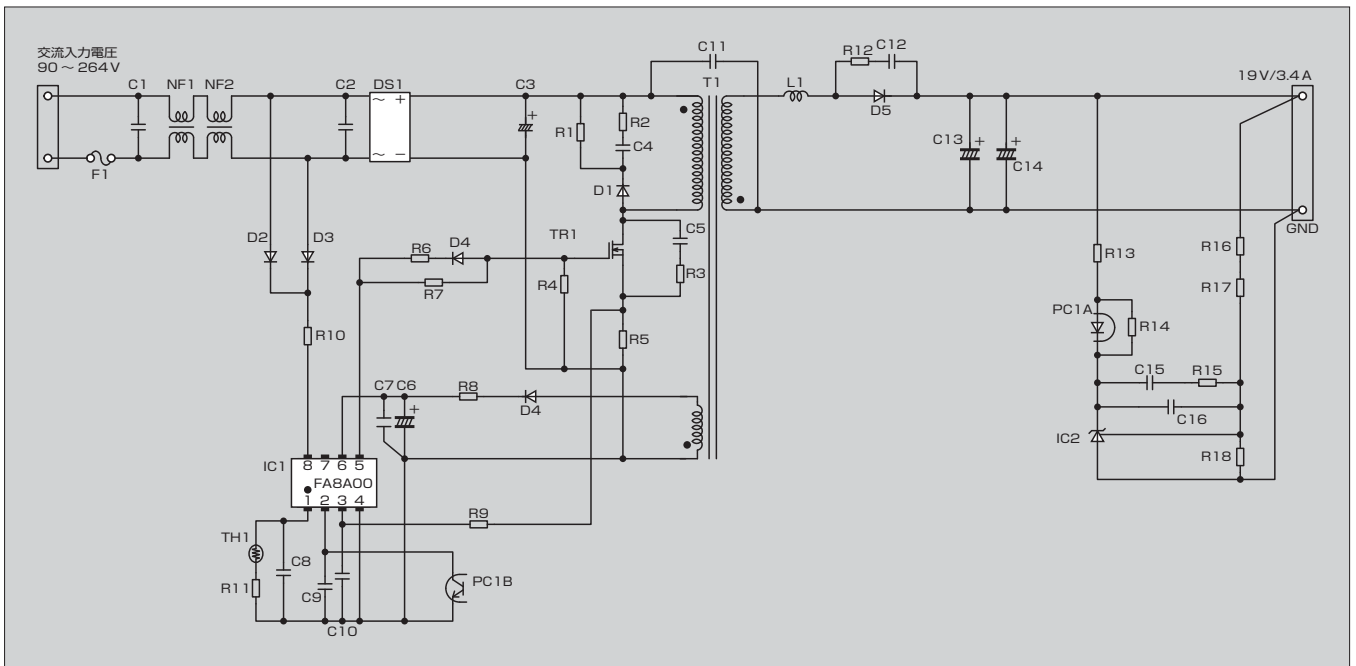 交流入力電圧
90～264V
C1
NF1
NF2
C2
DS1
C3
C11
T1
L1
R12
C12
D5
19V/3.4A
F1
～
+
～
−
+
R1
R2
C4
D1
C13
+
+
C14
GND
D2
D3
R6
D4
R7
TR1
R4
C5
R3
R5
R13
R16
R17
PC1A
R14
R10
C7
C6
+
R8
D4
C15
R15
C16
IC2
R18
IC1
8
7
6
5
FA8A00
1
2
3
4
R9
TH1
R11
C8
C9
C10
PC1B